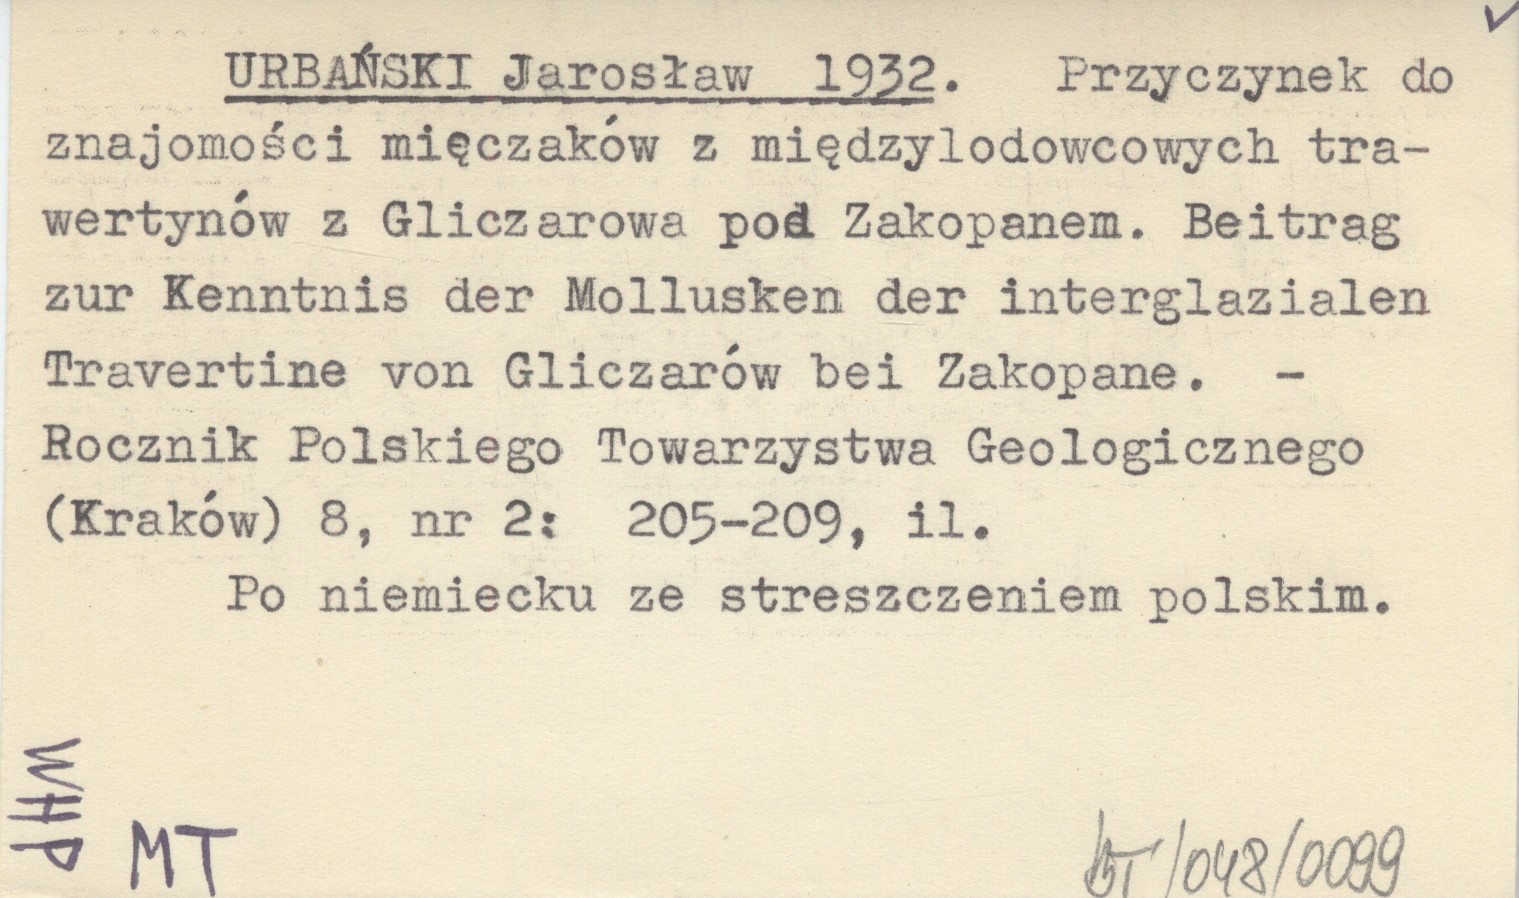 URBAŃSKI Jarosław 1932. Przyczynek do
znajomości mięczaków z międzylodowcowych tra-
wertynów z Gliczarowa pod Zakopanem. Beitrag
zur Kenntnis der Mollusken der interglazialen
Travertine von Gliczarów bei Zakopane. -
Rocznik Polskiego Towarzystwa Geologicznego
(Kraków) 8, nr 2: 205-209, il.
Po niemiecku ze streszczeniem polskim.
WHP
MT
BT/048/0099